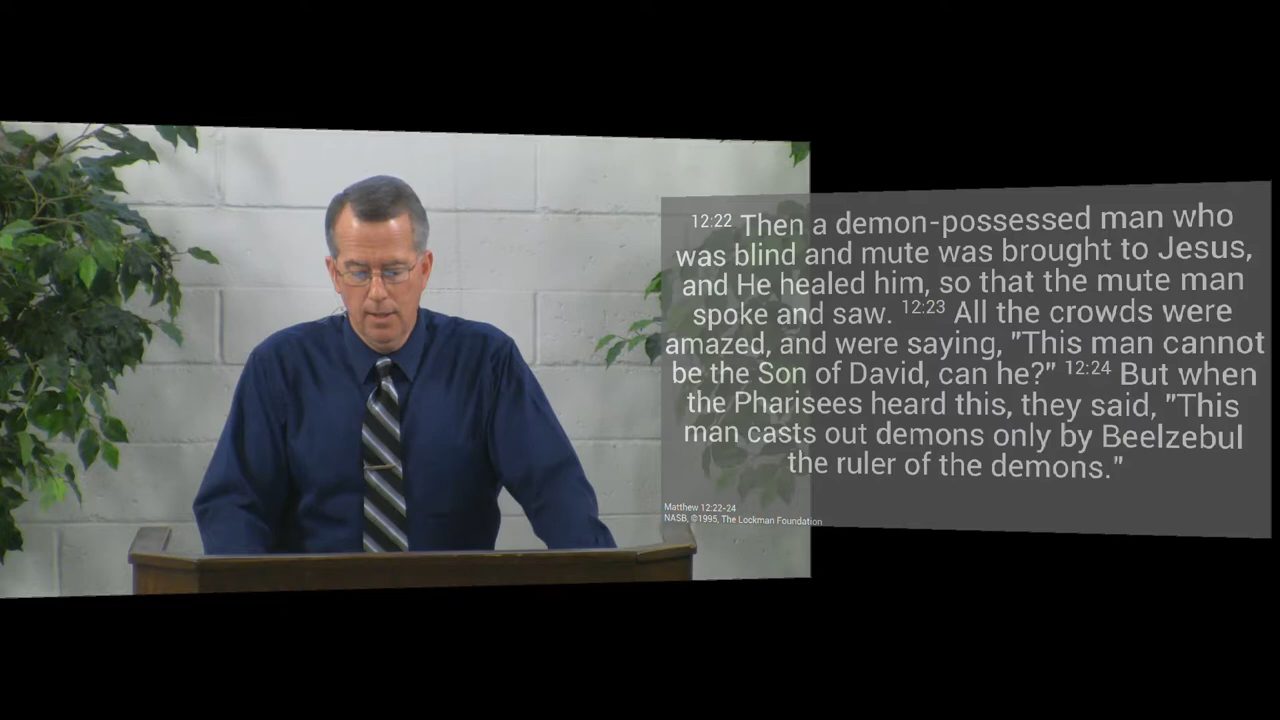 12:22 Then a demon-possessed man who
was blind and mute was brought to Jesus,
and He healed him, so that the mute man
spoke and saw. 12:23 All the crowds were
amazed, and were saying, "This man cannot
be the Son of David, can he?" 12:24 But when
the Pharisees heard this, they said, "This
man casts out demons only by Beelzebul
the ruler of the demons."
Matthew 12:22-24
NASB, ©1995, The Lockman Foundation